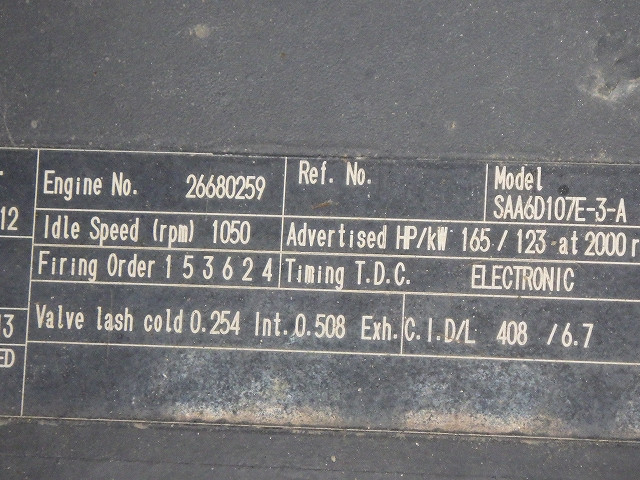 Engine No. 26680259 Ref. No. Model
SAA6D107E-3-A
12 Idle Speed (rpm) 1050 Advertised HP/kW 165 / 123 at 2000 r
Firing Order 1 5 3 6 2 4 Timing T.D.C. ELECTRONIC
13 Valve lash cold 0.254 Int. 0.508 Exh. C.I.D/L 408 / 6.7
ED